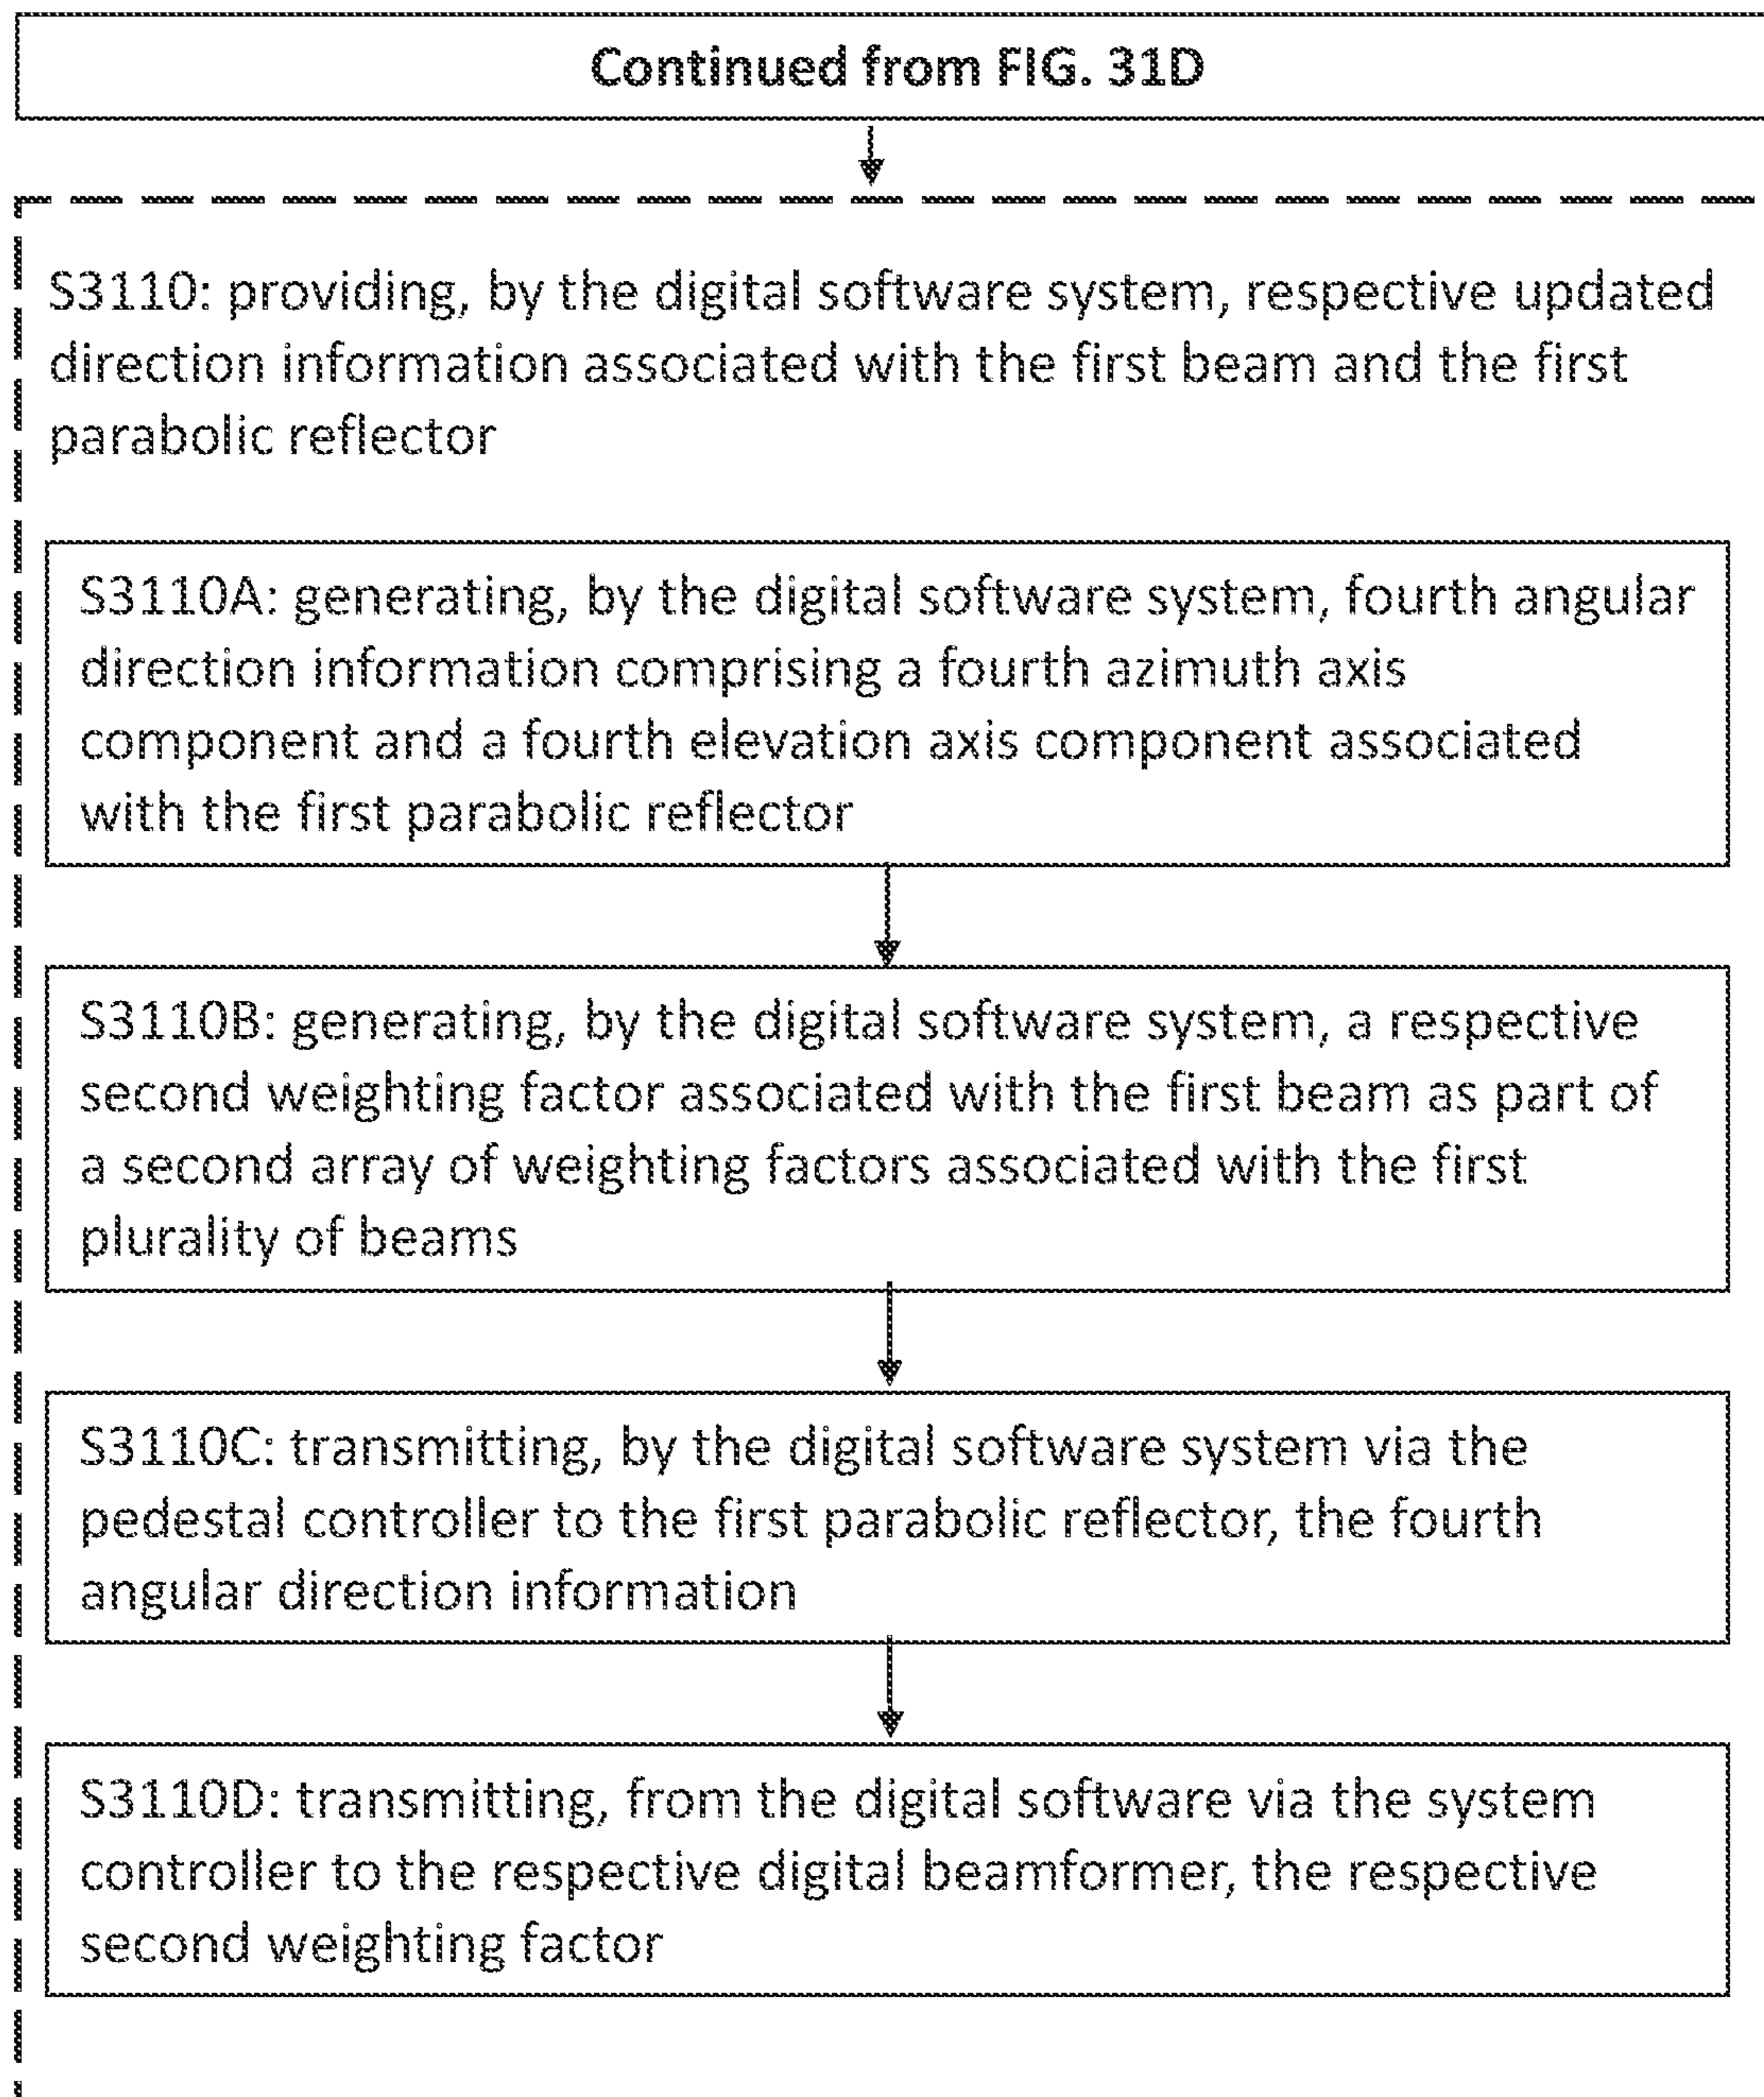 Continued from FIG. 31D
S3110: providing, by the digital software system, respective updated
direction information associated with the first beam and the first
parabolic reflector
S3110A: generating, by the digital software system, fourth angular
direction information comprising a fourth azimuth axis
component and a fourth elevation axis component associated
with the first parabolic reflector
S3110B: generating, by the digital software system, a respective
second weighting factor associated with the first beam as part of
a second array of weighting factors associated with the first
plurality of beams
S3110C: transmitting, by the digital software system via the
pedestal controller to the first parabolic reflector, the fourth
angular direction information
S3110D: transmitting, from the digital software via the system
controller to the respective digital beamformer, the respective
second weighting factor